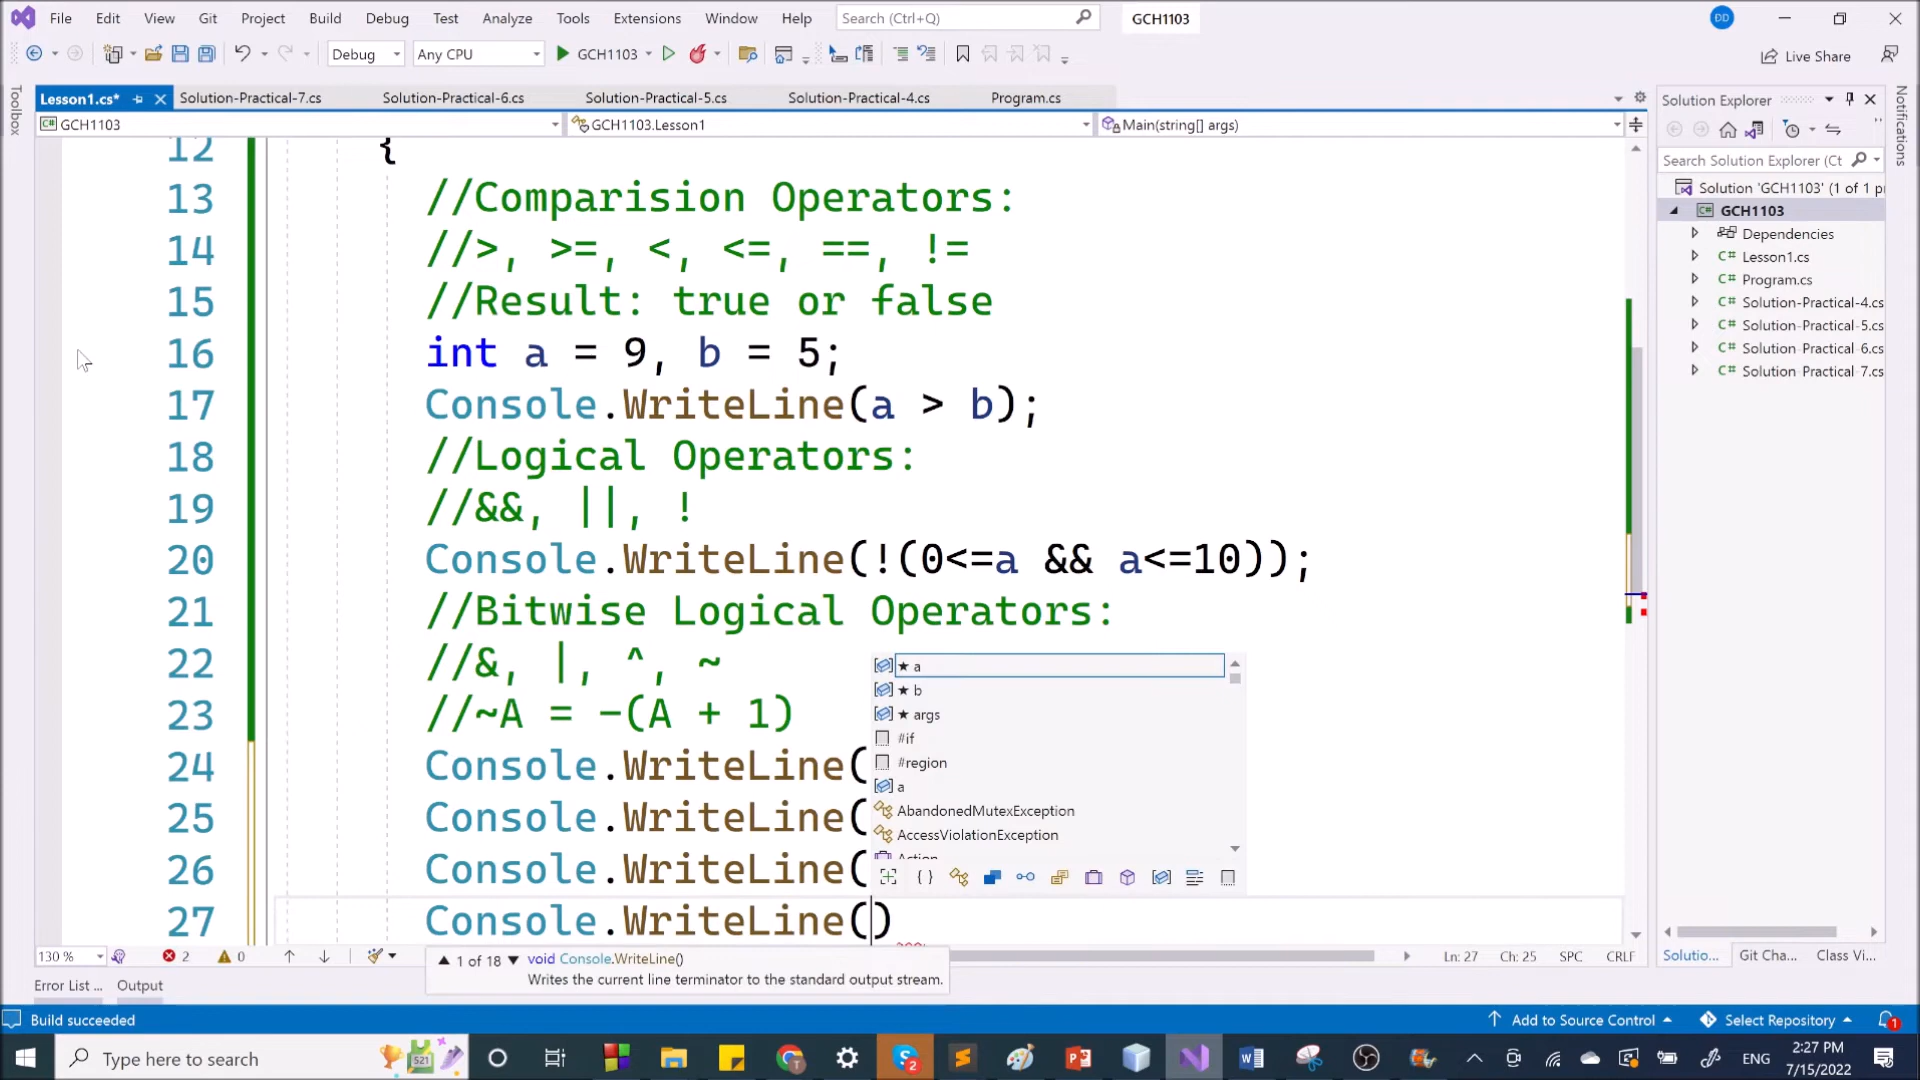 File Edit View Git Project Build Debug Test Analyze Tools Extensions Window Help Search (Ctrl+Q) GCH1103 ĐD
Debug Any CPU GCH1103 Live Share
Lesson1.cs* Solution-Practical-7.cs Solution-Practical-6.cs Solution-Practical-5.cs Solution-Practical-4.cs Program.cs
GCH1103 GCH1103.Lesson1 Main(string[] args)
Toolbox
12 {
13 //Comparision Operators:
14 //>, >=, <, <=, ==, !=
15 //Result: true or false
16 int a = 9, b = 5;
17 Console.WriteLine(a > b);
18 //Logical Operators:
19 //&&, ||, !
20 Console.WriteLine(!(0<=a && a<=10));
21 //Bitwise Logical Operators:
22 //&, |, ^, ~
23 //~A = -(A + 1)
24 Console.WriteLine(
25 Console.WriteLine(
26 Console.WriteLine(
27 Console.WriteLine()
★ a
★ b
★ args
#if
#region
a
AbandonedMutexException
AccessViolationException
Action
1 of 18 void Console.WriteLine()
Writes the current line terminator to the standard output stream.
130 % 2 0 Ln: 27 Ch: 25 SPC CRLF
Error List ... Output
Solution Explorer
Search Solution Explorer (Ct
Solution 'GCH1103' (1 of 1 pr
GCH1103
Dependencies
Lesson1.cs
Program.cs
Solution-Practical-4.cs
Solution-Practical-5.cs
Solution-Practical-6.cs
Solution-Practical-7.cs
Solutio... Git Cha... Class Vi...
Notifications
Build succeeded Add to Source Control Select Repository 1
Type here to search S21 2 ENG 2:27 PM
7/15/2022